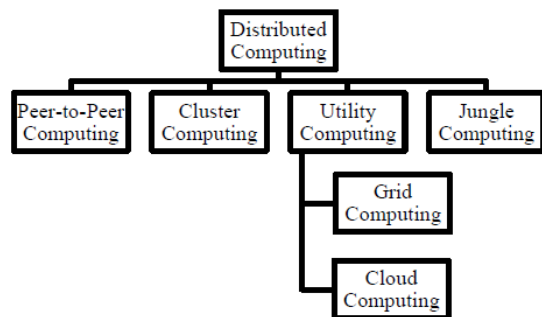 Distributed
Computing
Peer-to-Peer
Computing
Cluster
Computing
Utility
Computing
Jungle
Computing
Grid
Computing
Cloud
Computing